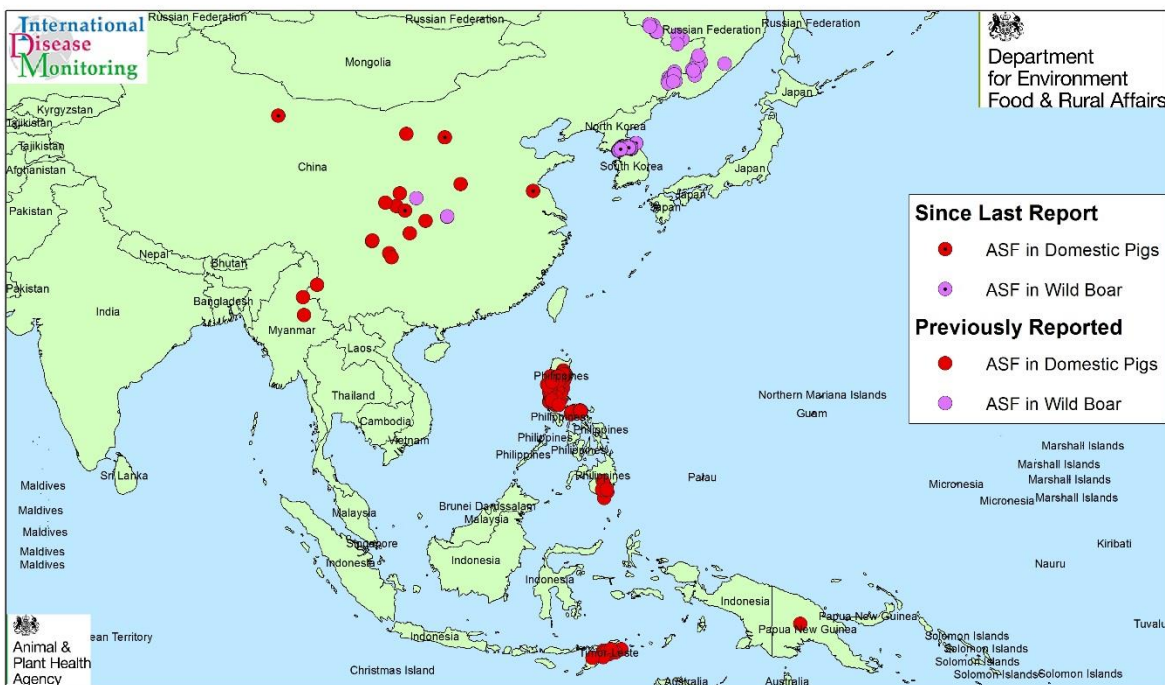 International
Disease
Monitoring
Russian Federation
Russian Federation
Russian Federation
Russian Federation
Department
for Environment
Food & Rural Affairs
Mongolia
Kyrgyzstan
Tajikistan
Tajikistan
Afghanistan
Pakistan
Pakistan
China
North Korea
South Korea
Japan
Japan
Japan
Japan
Since Last Report
ASF in Domestic Pigs
ASF in Wild Boar
Previously Reported
ASF in Domestic Pigs
ASF in Wild Boar
Nepal
Bhutan
Bangladesh
India
Myanmar
Laos
Thailand
Cambodia
Vietnam
Philippines
Philippines
Philippines
Philippines
Philippines
Philippines
Philippines
Northern Mariana Islands
Guam
Palau
Micronesia
Micronesia
Marshall Islands
Marshall Islands
Marshall Islands
Marshall Islands
Sri Lanka
Maldives
Maldives
Maldives
Maldives
Maldives
Brunei Darussalam
Malaysia
Malaysia
Singapore
Indonesia
Indonesia
Indonesia
Indonesia
Indonesia
Kiribati
Nauru
Tuvalu
Papua New Guinea
Papua New Guinea
Solomon Islands
Solomon Islands
Solomon Islands
Solomon Islands
Solomon Islands
Timor-Leste
Christmas Island
Australia
Australia
Animal &
Plant Health
Agency
Territory